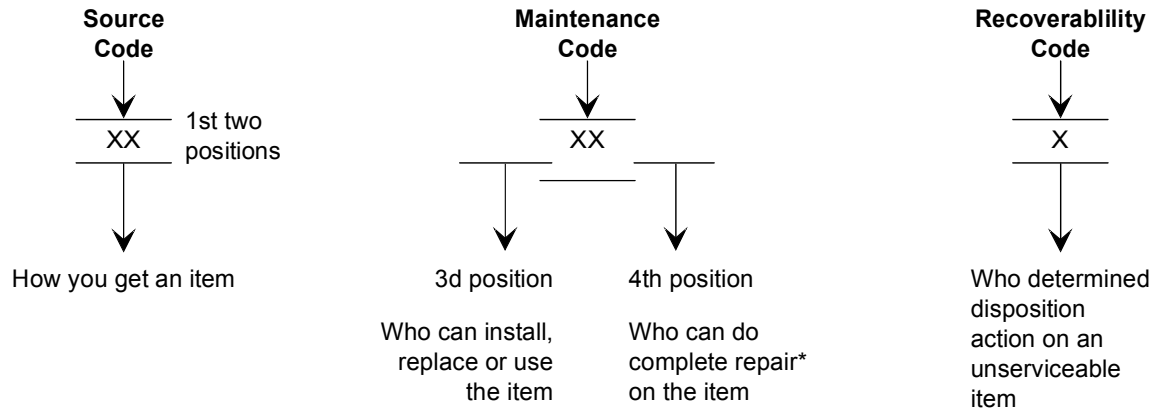 Source
Code
XX
1st two
positions
How you get an item
Maintenance
Code
XX
3d position
Who can install,
replace or use
the item
4th position
Who can do
complete repair*
on the item
Recoverablility
Code
X
Who determined
disposition
action on an
unserviceable
item